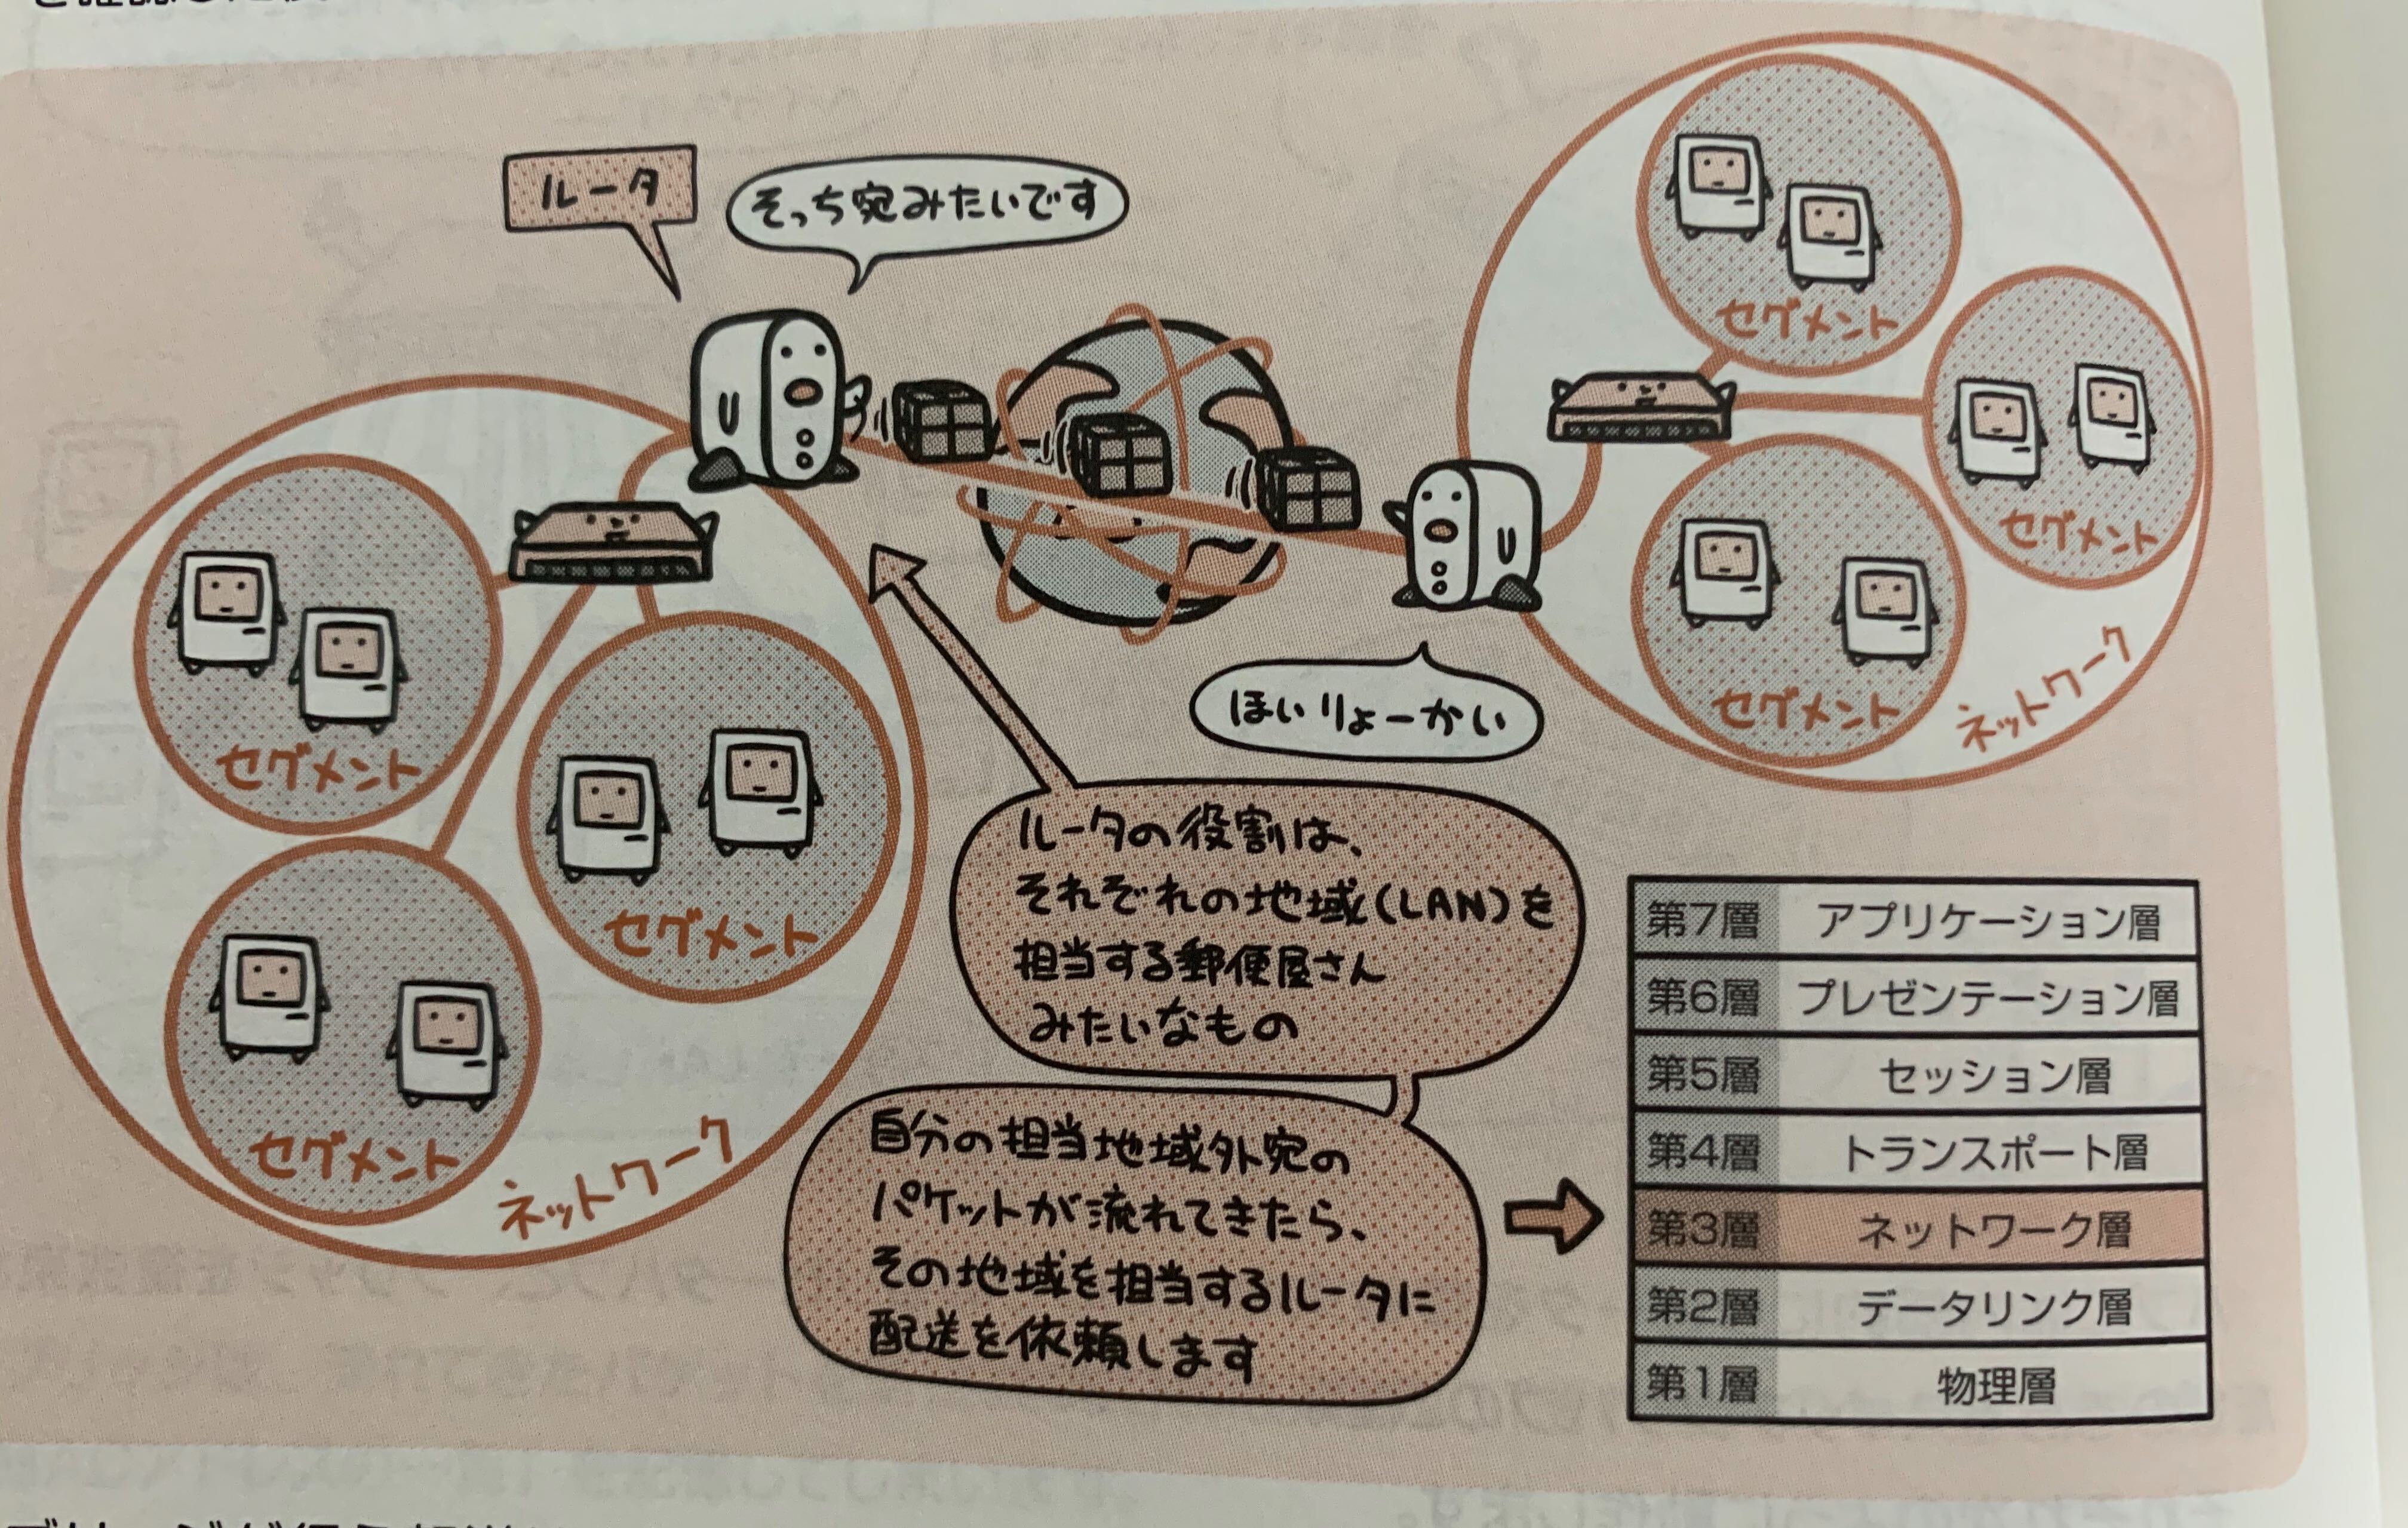 ルータ
そっち宛みたいです
セグメント
セグメント
セグメント
ネットワーク
ほいりょーかい
セグメント
セグメント
セグメント
ネットワーク
ルータの役割は、
それぞれの地域(LAN)を
担当する郵便屋さん
みたいなもの
自分の担当地域外宛の
パケットが流れてきたら、
その地域を担当するルータに
配送を依頼します
第7層 アプリケーション層
第6層 プレゼンテーション層
第5層 セッション層
第4層 トランスポート層
第3層 ネットワーク層
第2層 データリンク層
第1層 物理層